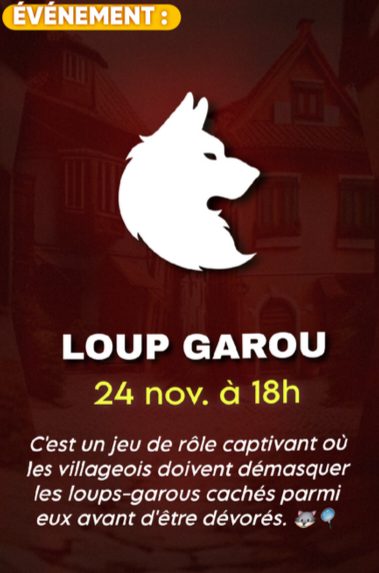 ÉVÉNEMENT :
LOUP GAROU
24 nov. à 18h
C'est un jeu de rôle captivant où
les villageois doivent démasquer
les loups-garous cachés parmi
eux avant d'être dévorés. 🐺🍭